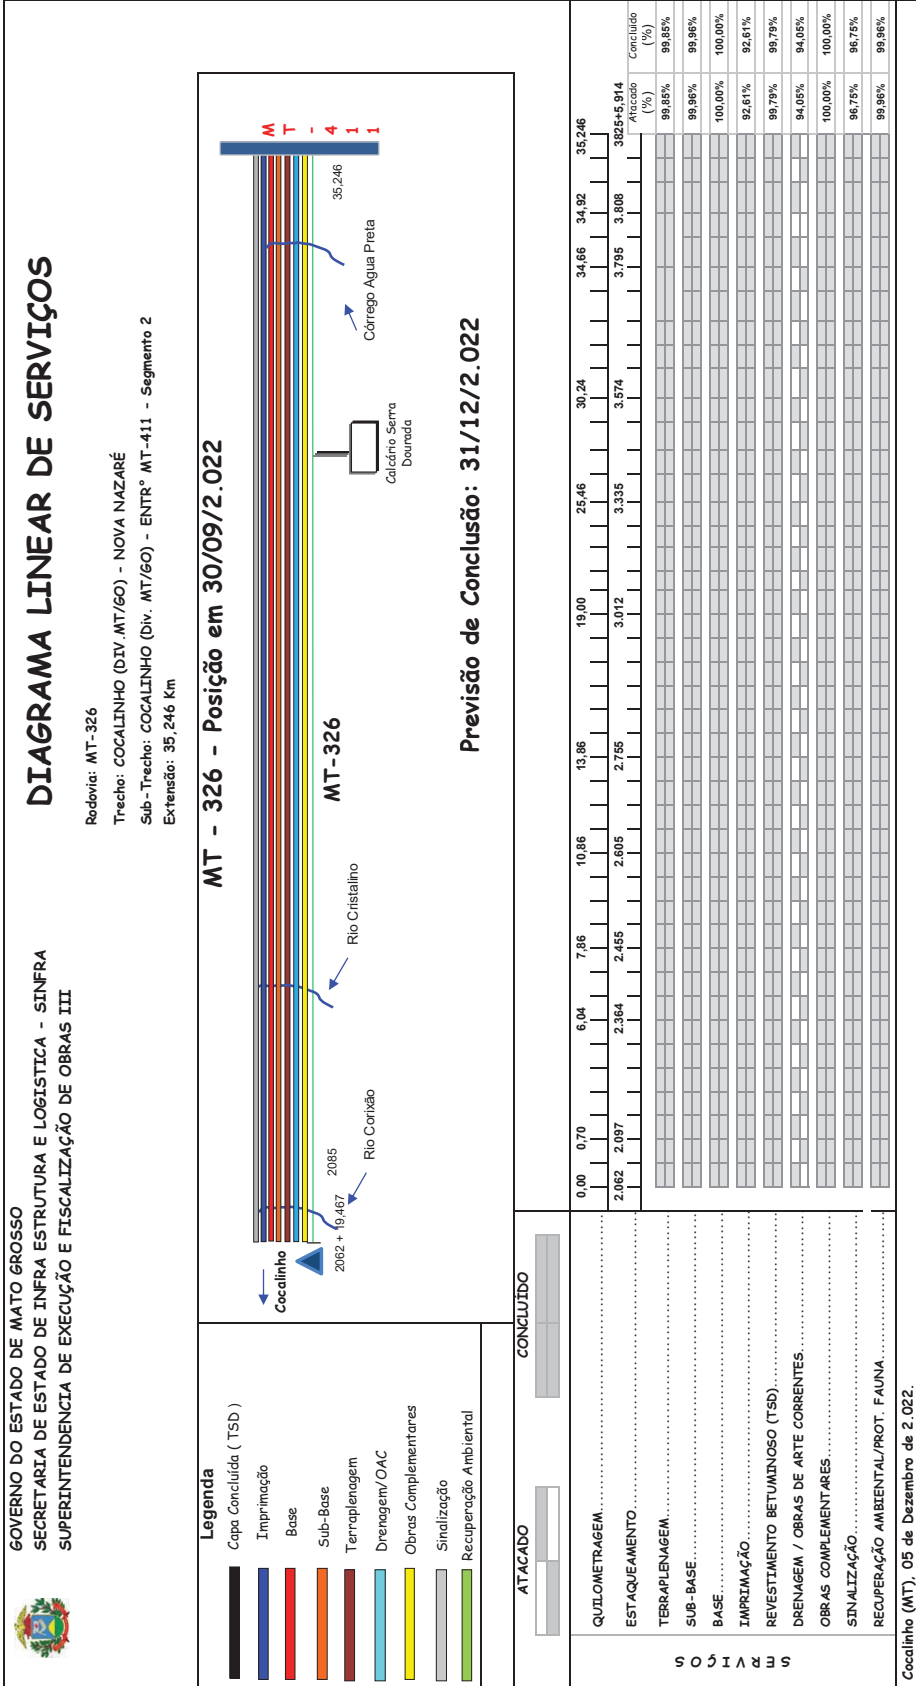 GOVERNO DO ESTADO DE MATO GROSSO
SECRETARIA DE ESTADO DE INFRA ESTRUTURA E LOGISTICA - SINFRA
SUPERINTENDENCIA DE EXECUÇÃO E FISCALIZAÇÃO DE OBRAS III
DIAGRAMA LINEAR DE SERVIÇOS
Rodovia: MT-326
Trecho: COCALINHO (DIV.MT/GO) - NOVA NAZARÉ
Sub-Trecho: COCALINHO (Div. MT/GO) - ENTRº MT-411 - Segmento 2
Extensão: 35,246 Km
MT - 326 - Posição em 30/09/2.022
Legenda
Capa Concluída ( TSD )
Imprimação
Base
Sub-Base
Terraplenagem
Drenagem/OAC
Obras Complementares
Sinalização
Recuperação Ambiental
Cocalinho
2062 + 19,467
2085
Rio Corixão
Rio Cristalino
MT-326
Calcário Serra
Dourada
Córrego Agua Preta
35,246
MT-411
Previsão de Conclusão: 31/12/2.022
ATACADO
CONCLUÍDO
SERVIÇOS
QUILOMETRAGEM 0,00 0,70 6,04 7,86 10,86 13,86 19,00 25,46 30,24 34,66 34,92 35,246
ESTAQUEAMENTO 2.062 2.097 2.364 2.455 2.605 2.755 3.012 3.335 3.574 3.795 3.808 3825+5,914
Atacado (%) Concluído (%)
TERRAPLENAGEM 99,85% 99,85%
SUB-BASE 99,96% 99,96%
BASE 100,00% 100,00%
IMPRIMAÇÃO 92,61% 92,61%
REVESTIMENTO BETUMINOSO (TSD) 99,79% 99,79%
DRENAGEM / OBRAS DE ARTE CORRENTES 94,05% 94,05%
OBRAS COMPLEMENTARES 100,00% 100,00%
SINALIZAÇÃO 96,75% 96,75%
RECUPERAÇÃO AMBIENTAL/PROT. FAUNA 99,96% 99,96%
Cocalinho (MT), 05 de Dezembro de 2.022.